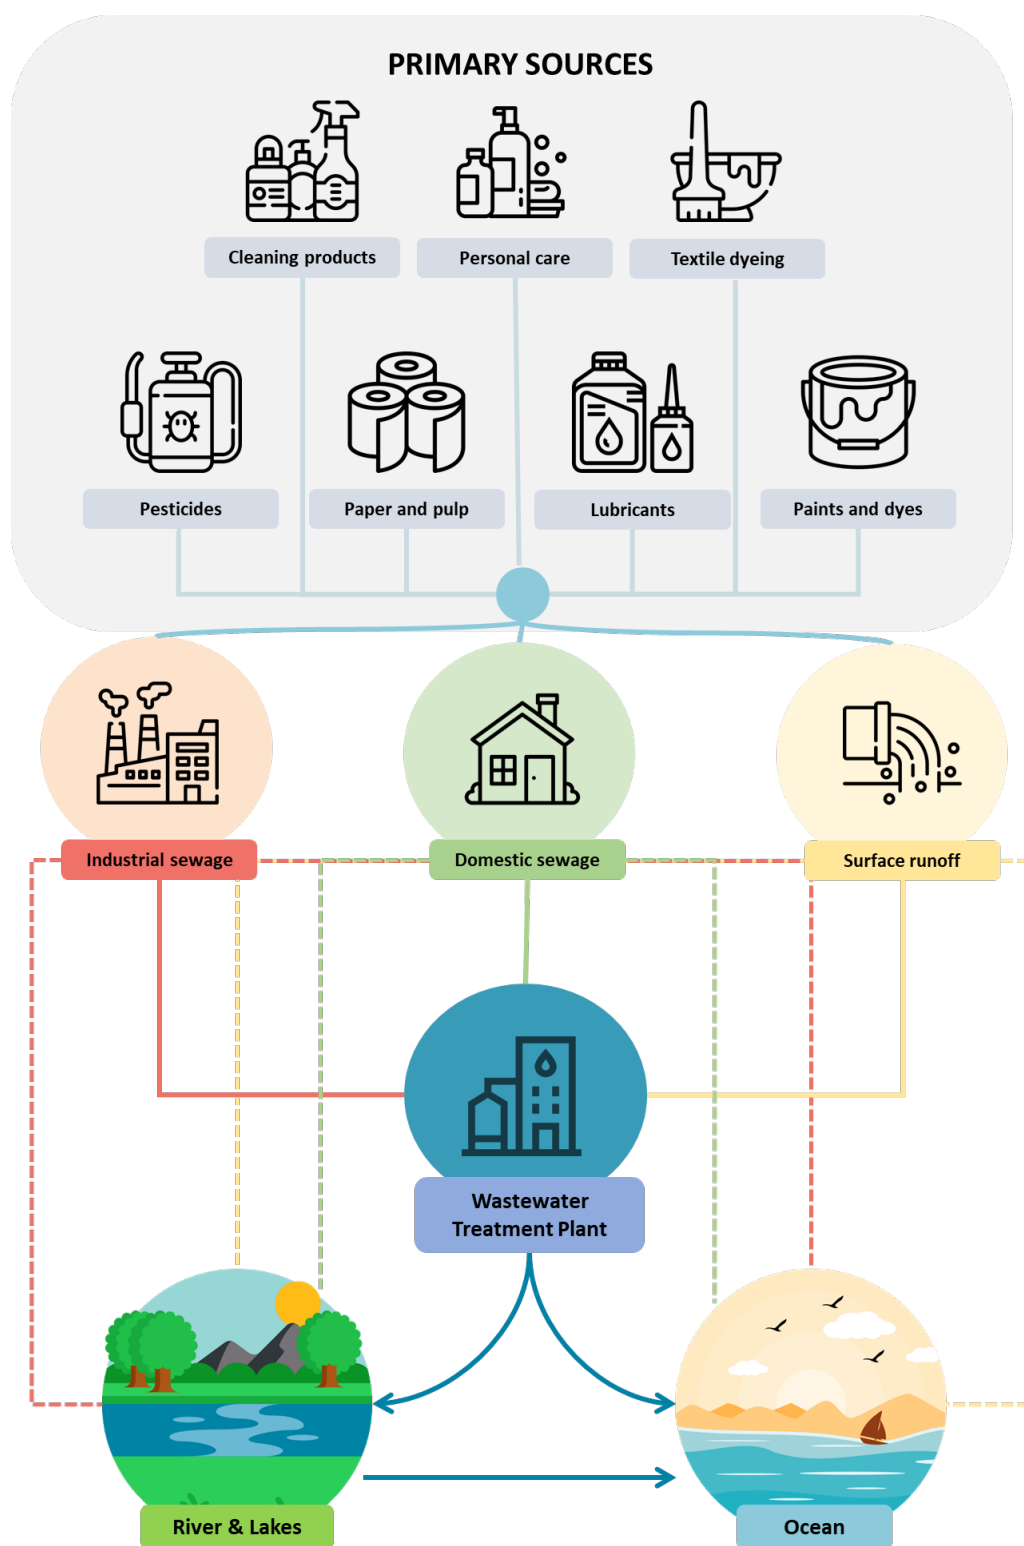 PRIMARY SOURCES
Cleaning products
Personal care
Textile dyeing
Pesticides
Paper and pulp
Lubricants
Paints and dyes
Industrial sewage
Domestic sewage
Surface runoff
Wastewater
Treatment Plant
River & Lakes
Ocean